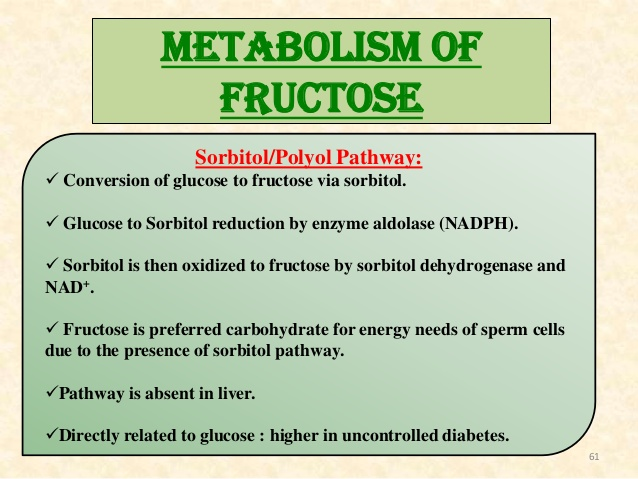 METABOLISM OF
FRUCTOSE
Sorbitol/Polyol Pathway:
✓ Conversion of glucose to fructose via sorbitol.
✓ Glucose to Sorbitol reduction by enzyme aldolase (NADPH).
✓ Sorbitol is then oxidized to fructose by sorbitol dehydrogenase and
NAD⁺.
✓ Fructose is preferred carbohydrate for energy needs of sperm cells
due to the presence of sorbitol pathway.
✓Pathway is absent in liver.
✓Directly related to glucose : higher in uncontrolled diabetes.
61